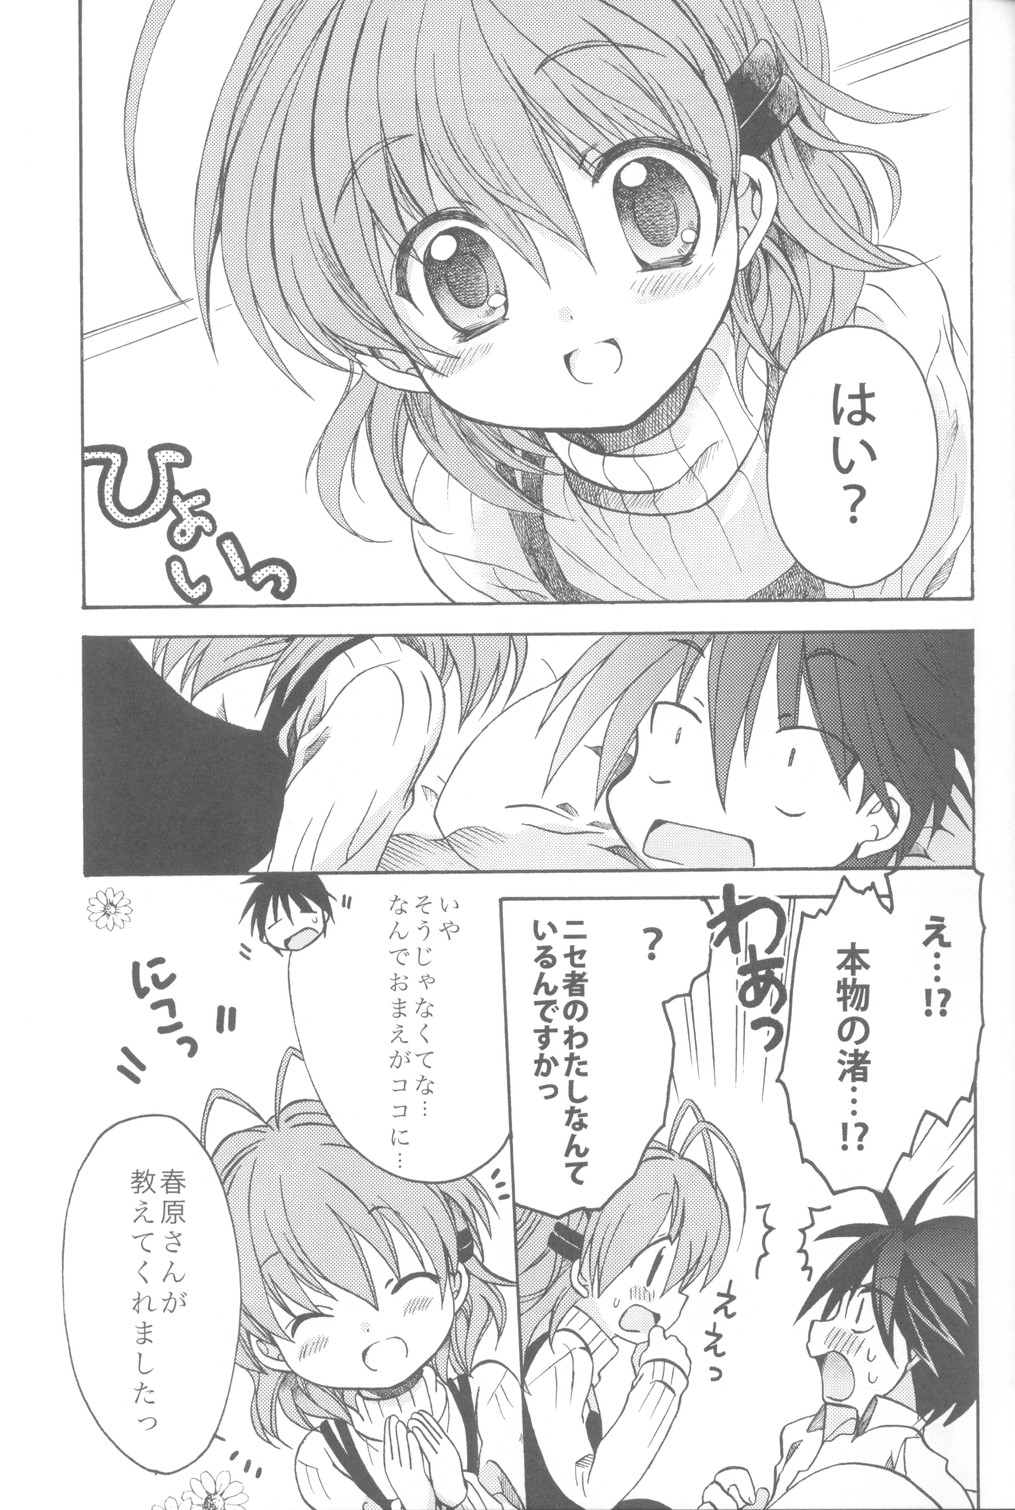 はい?
ひょい
いっ
え…!?
本物の渚…!?
わあっ
?
ニセ者のわたしなんて
いるんですかっ
えぇえぇっ
いや
そうじゃなくてな…
なんでおまえがココに…
にこっ
春原さんが
教えてくれましたっ